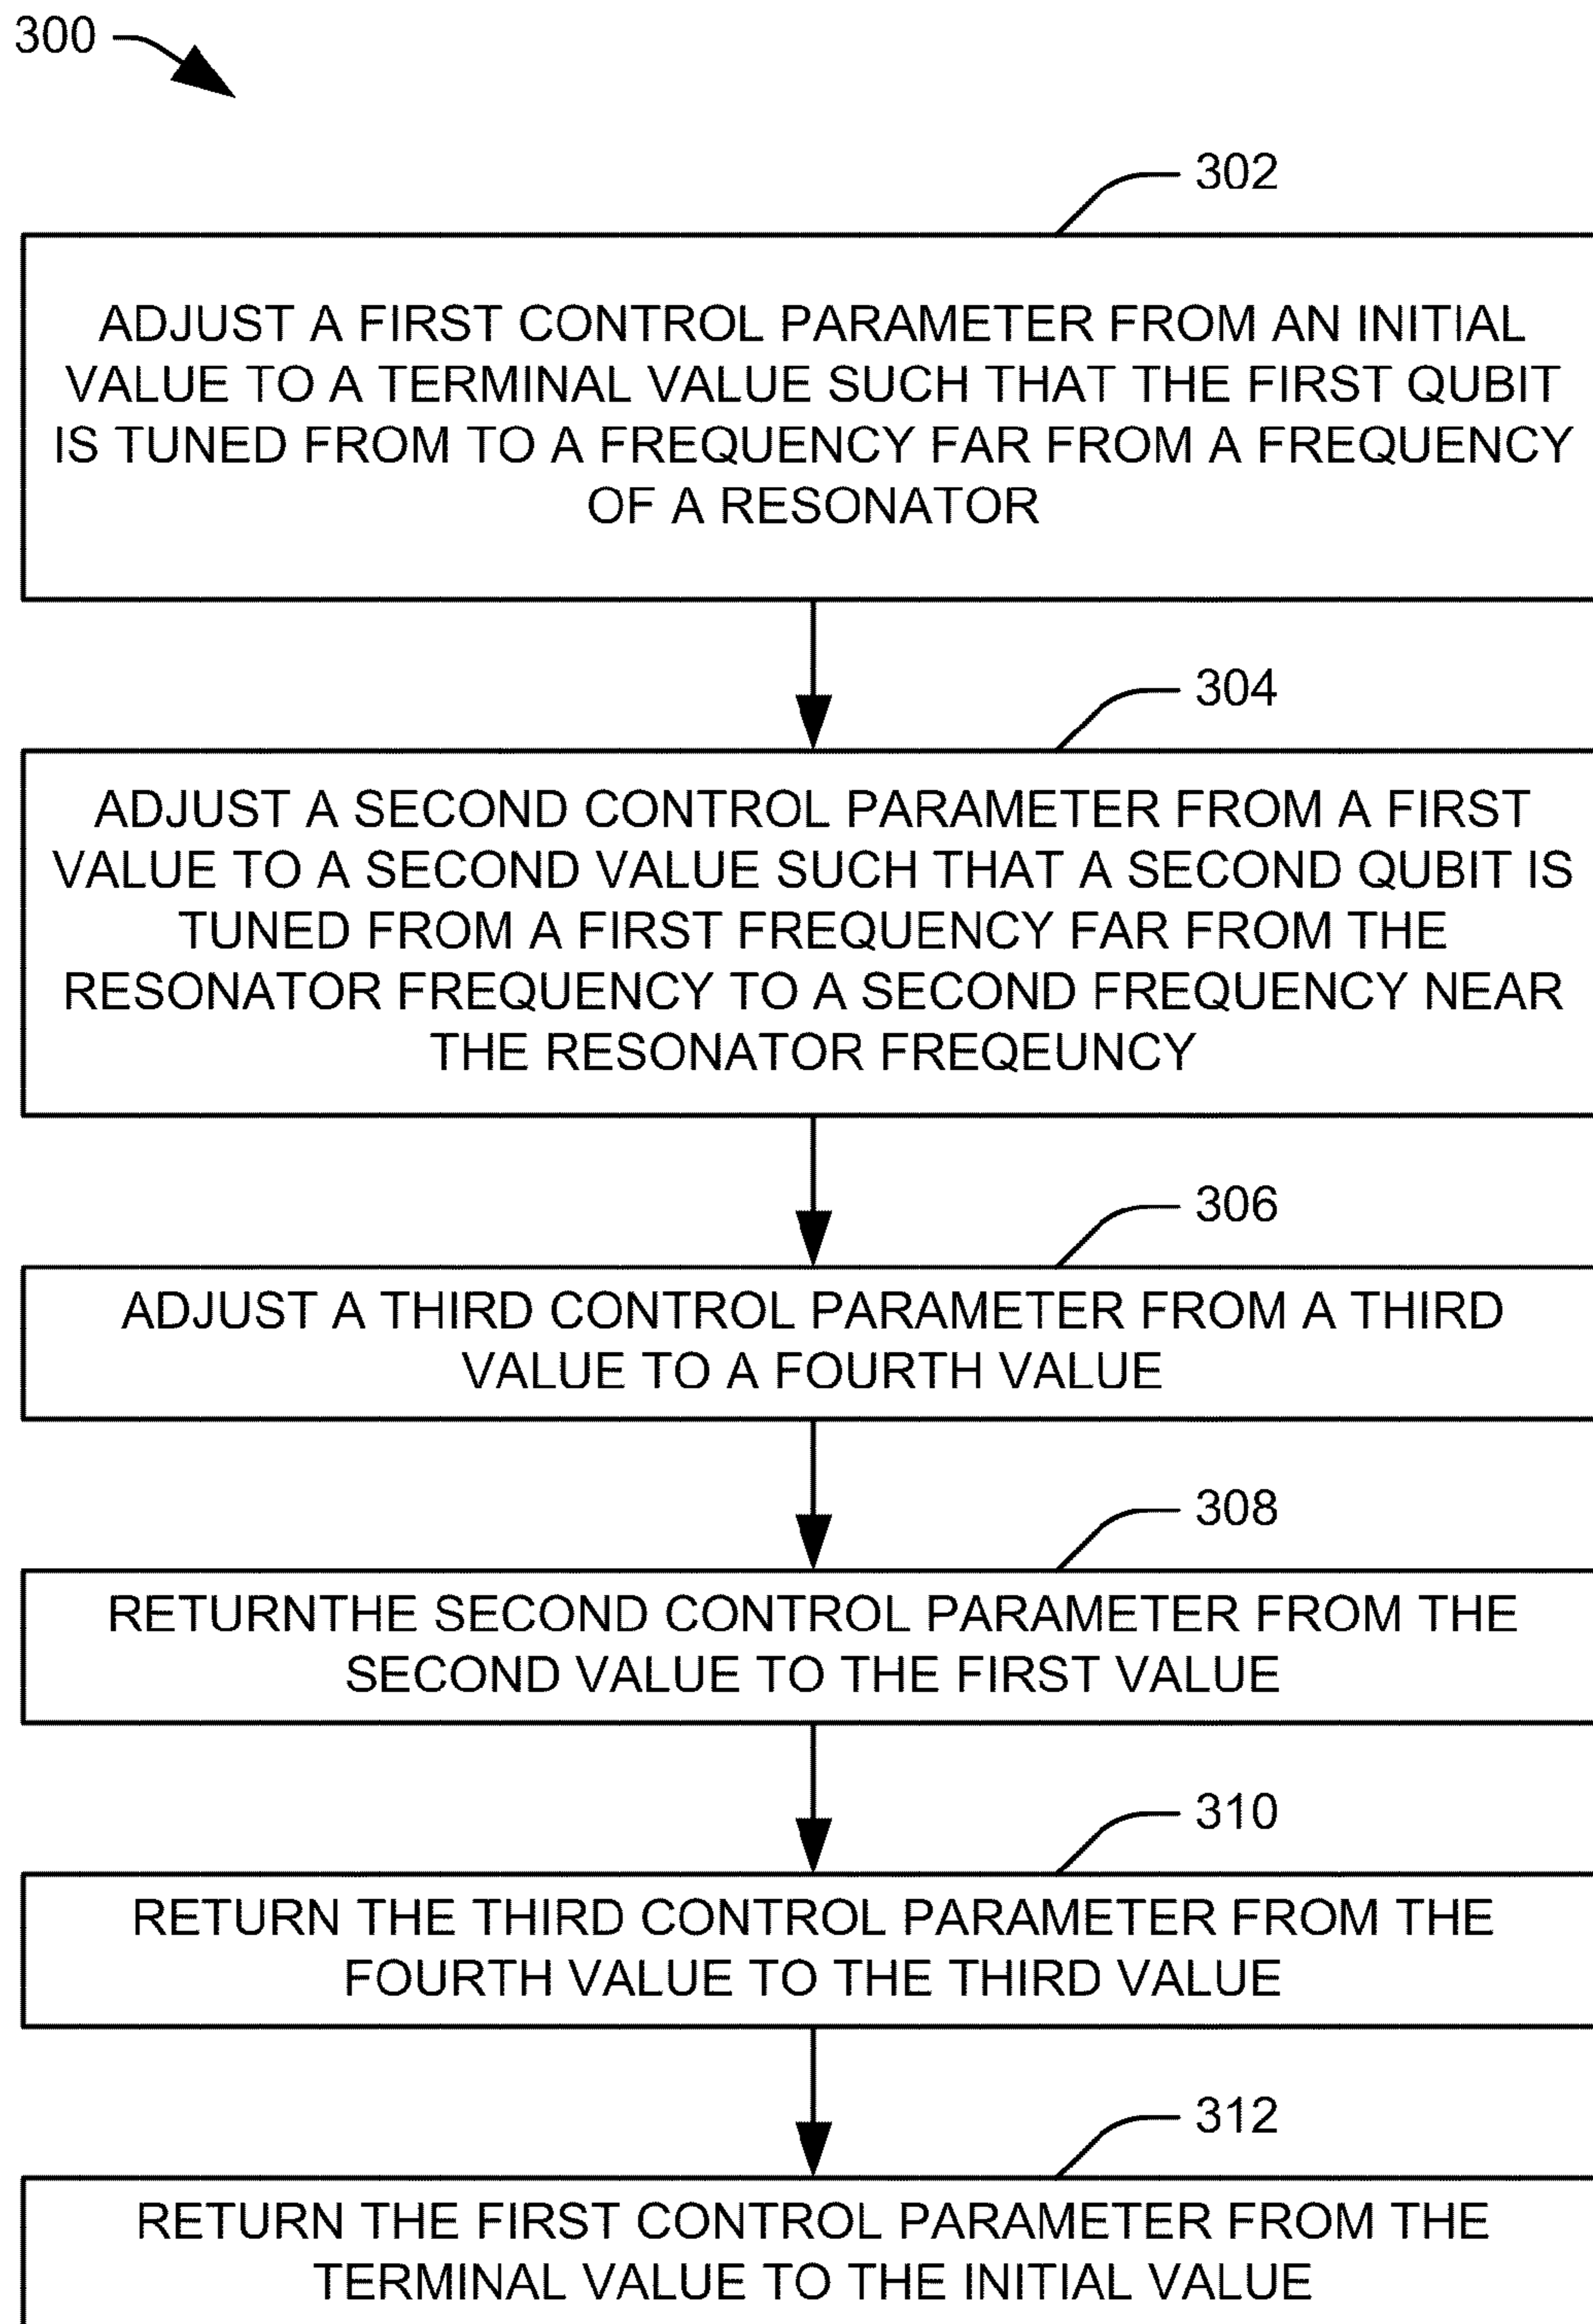 300
302
ADJUST A FIRST CONTROL PARAMETER FROM AN INITIAL
VALUE TO A TERMINAL VALUE SUCH THAT THE FIRST QUBIT
IS TUNED FROM TO A FREQUENCY FAR FROM A FREQUENCY
OF A RESONATOR
304
ADJUST A SECOND CONTROL PARAMETER FROM A FIRST
VALUE TO A SECOND VALUE SUCH THAT A SECOND QUBIT IS
TUNED FROM A FIRST FREQUENCY FAR FROM THE
RESONATOR FREQUENCY TO A SECOND FREQUENCY NEAR
THE RESONATOR FREQEUNCY
306
ADJUST A THIRD CONTROL PARAMETER FROM A THIRD
VALUE TO A FOURTH VALUE
308
RETURNTHE SECOND CONTROL PARAMETER FROM THE
SECOND VALUE TO THE FIRST VALUE
310
RETURN THE THIRD CONTROL PARAMETER FROM THE
FOURTH VALUE TO THE THIRD VALUE
312
RETURN THE FIRST CONTROL PARAMETER FROM THE
TERMINAL VALUE TO THE INITIAL VALUE